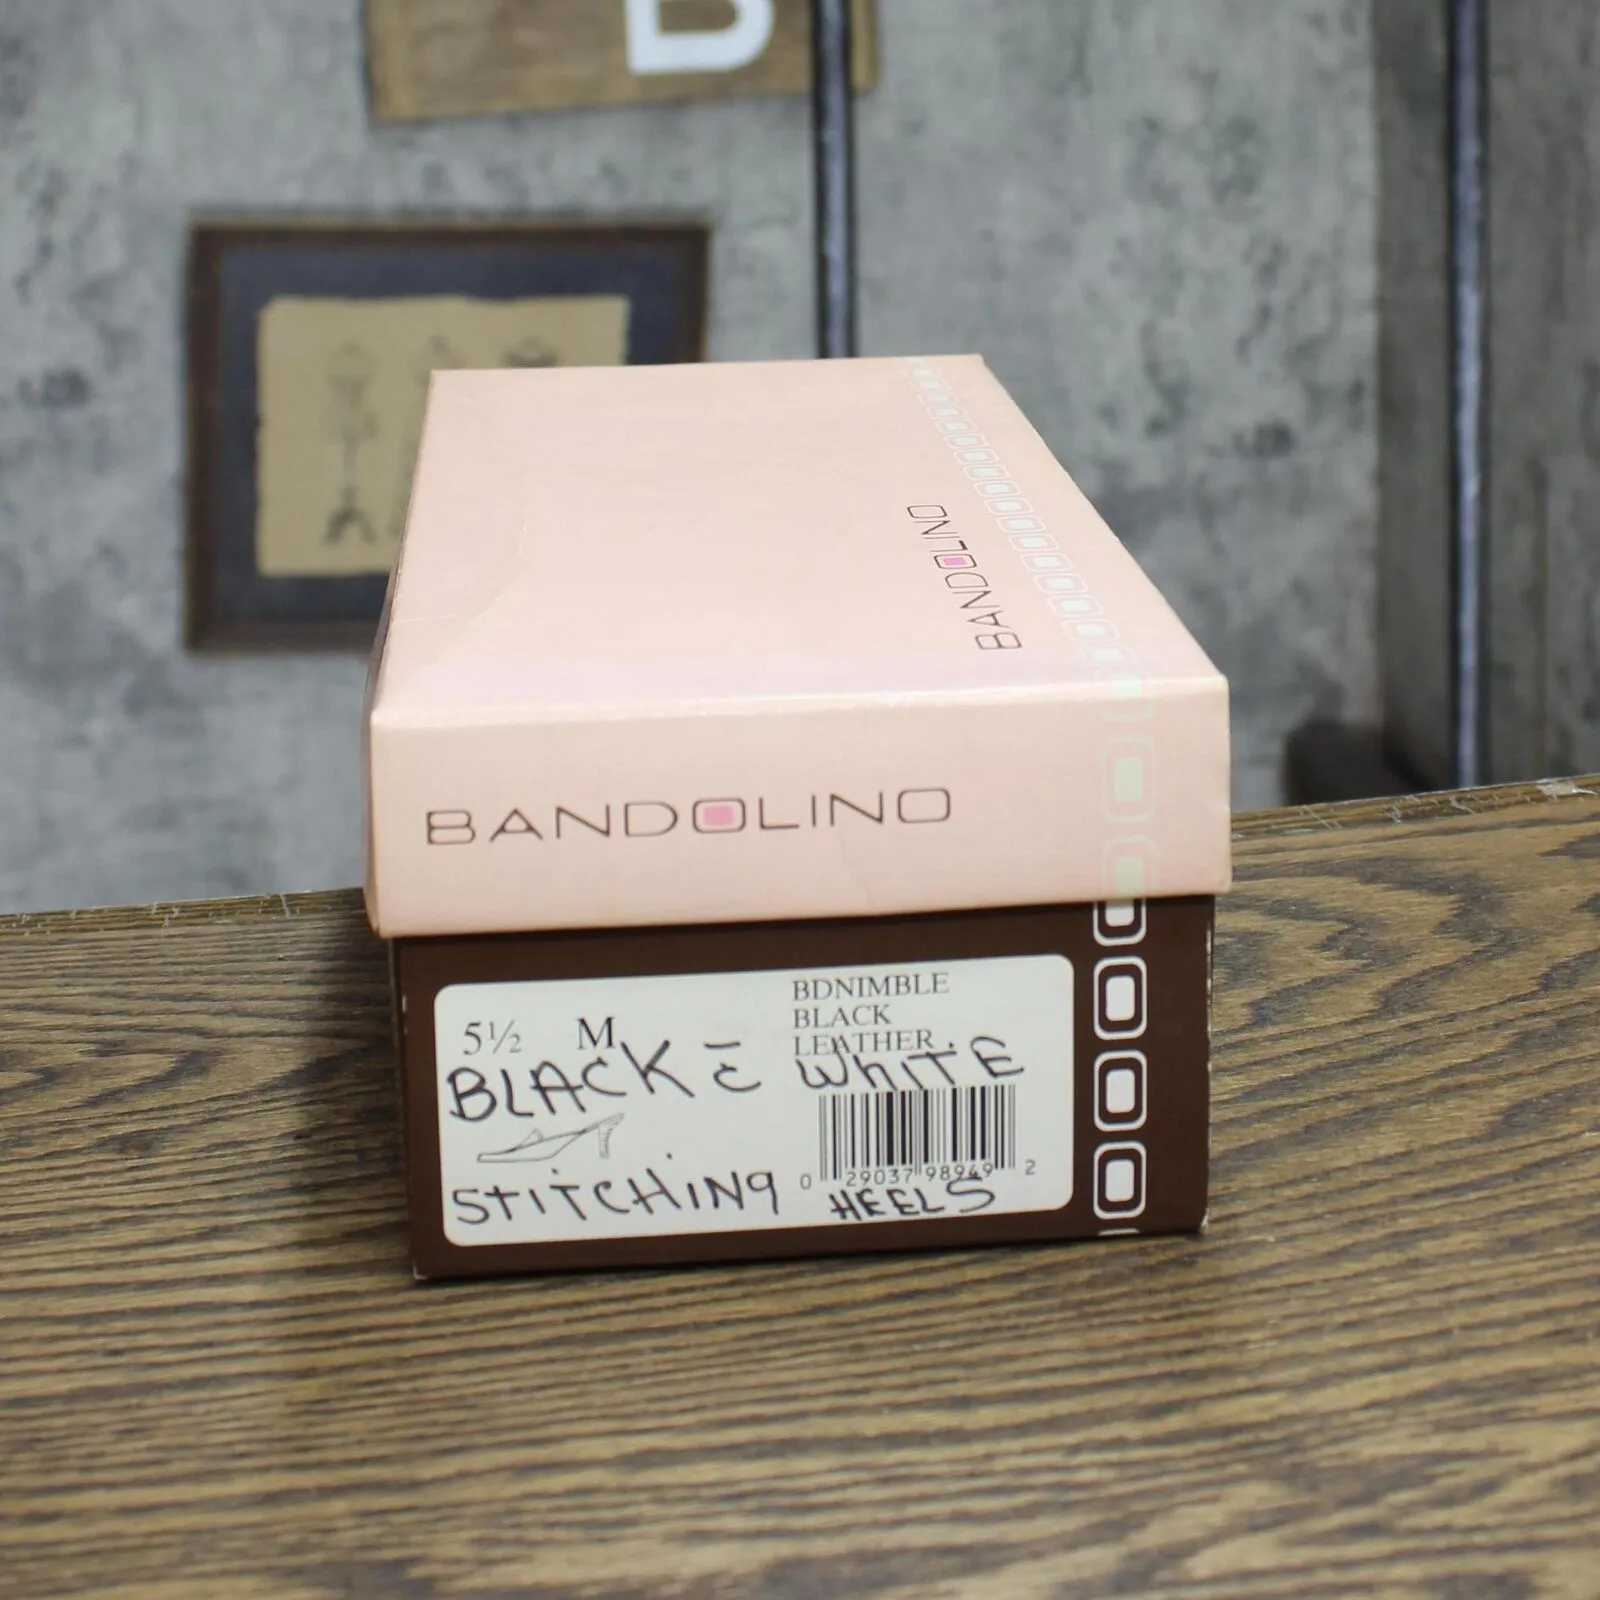 B
BANDOLINO
BANDOLINO
5½ M
BDNIMBLE
BLACK
LEATHER
BLACK c̄ WHITE
STITCHING HEELS
0 29037 98949 2